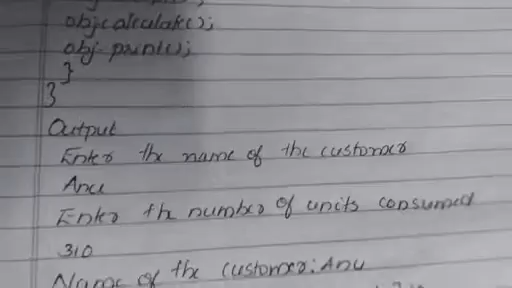 obj.calculate();
obj.print();
}
}
Output
Enter the name of the customer
Anu
Enter the number of units consumed
310
Name of the customer: Anu